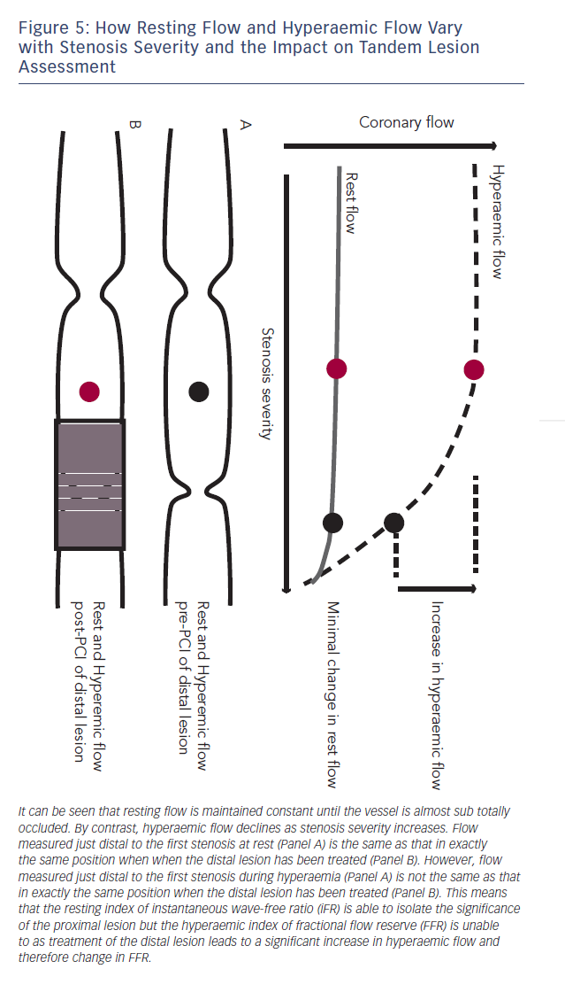 Figure 5: How Resting Flow and Hyperaemic Flow Vary
with Stenosis Severity and the Impact on Tandem Lesion
Assessment
Coronary flow
Hyperaemic flow
Rest flow
Stenosis severity
Increase in hyperaemic flow
Minimal change in rest flow
A
Rest and Hyperemic flow
pre-PCI of distal lesion
B
Rest and Hyperemic flow
post-PCI of distal lesion
It can be seen that resting flow is maintained constant until the vessel is almost sub totally
occluded. By contrast, hyperaemic flow declines as stenosis severity increases. Flow
measured just distal to the first stenosis at rest (Panel A) is the same as that in exactly
the same position when when the distal lesion has been treated (Panel B). However, flow
measured just distal to the first stenosis during hyperaemia (Panel A) is not the same as that
in exactly the same position when the distal lesion has been treated (Panel B). This means
that the resting index of instantaneous wave-free ratio (iFR) is able to isolate the significance
of the proximal lesion but the hyperaemic index of fractional flow reserve (FFR) is unable
to as treatment of the distal lesion leads to a significant increase in hyperaemic flow and
therefore change in FFR.